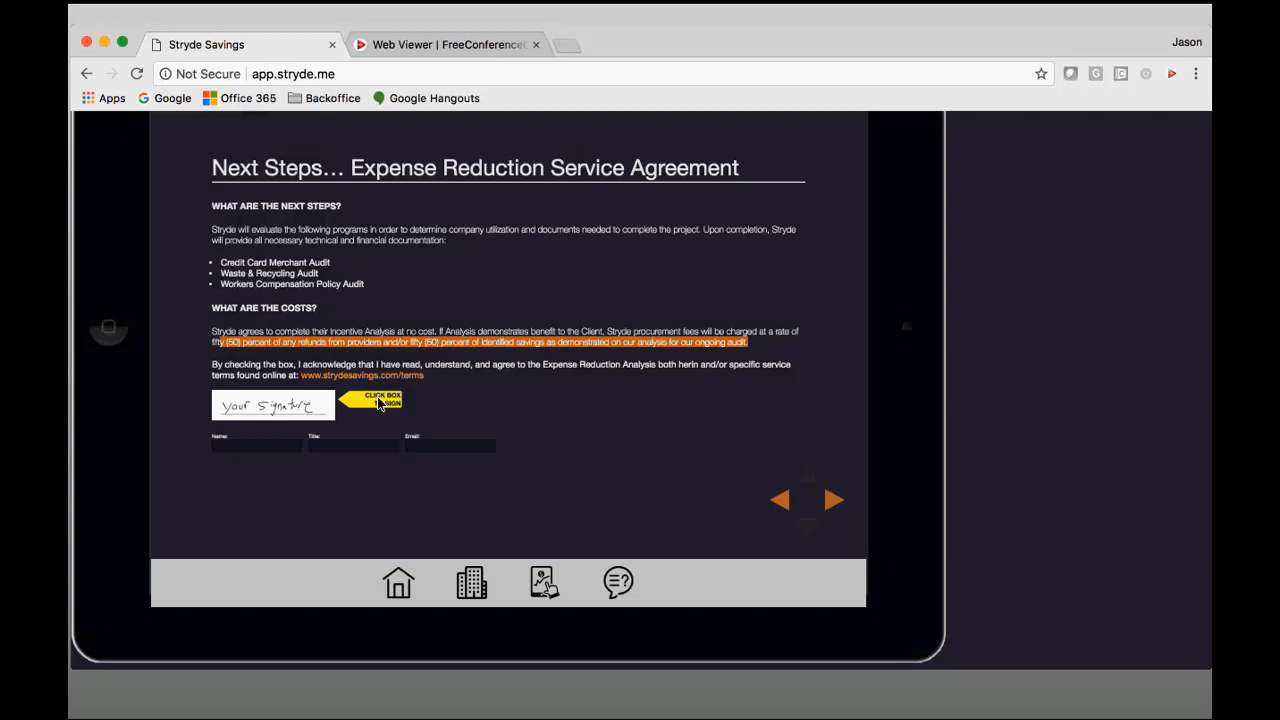 Stryde Savings
Web Viewer | FreeConference
Jason
Not Secure app.stryde.me
Apps Google Office 365 Backoffice Google Hangouts
Next Steps... Expense Reduction Service Agreement
WHAT ARE THE NEXT STEPS?
Stryde will evaluate the following programs in order to determine company utilization and documents needed to complete the project. Upon completion, Stryde
will provide all necessary technical and financial documentation:
• Credit Card Merchant Audit
• Waste & Recycling Audit
• Workers Compensation Policy Audit
WHAT ARE THE COSTS?
Stryde agrees to complete their Incentive Analysis at no cost. If Analysis demonstrates benefit to the Client, Stryde procurement fees will be charged at a rate of
fifty (50) percent of any refunds from providers and/or fifty (50) percent of identified savings as demonstrated on our analysis for our ongoing audit.
By checking the box, I acknowledge that I have read, understand, and agree to the Expense Reduction Analysis both herin and/or specific service
terms found online at: www.strydesavings.com/terms
your signature
CLICK BOX
SIGN
Name: Title: Email: